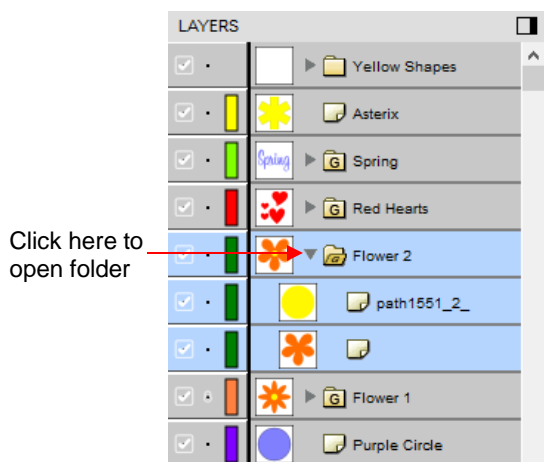 LAYERS
Yellow Shapes
Asterix
Spring
G Spring
G Red Hearts
Click here to
open folder
G Flower 2
path1551_2_
G Flower 1
Purple Circle